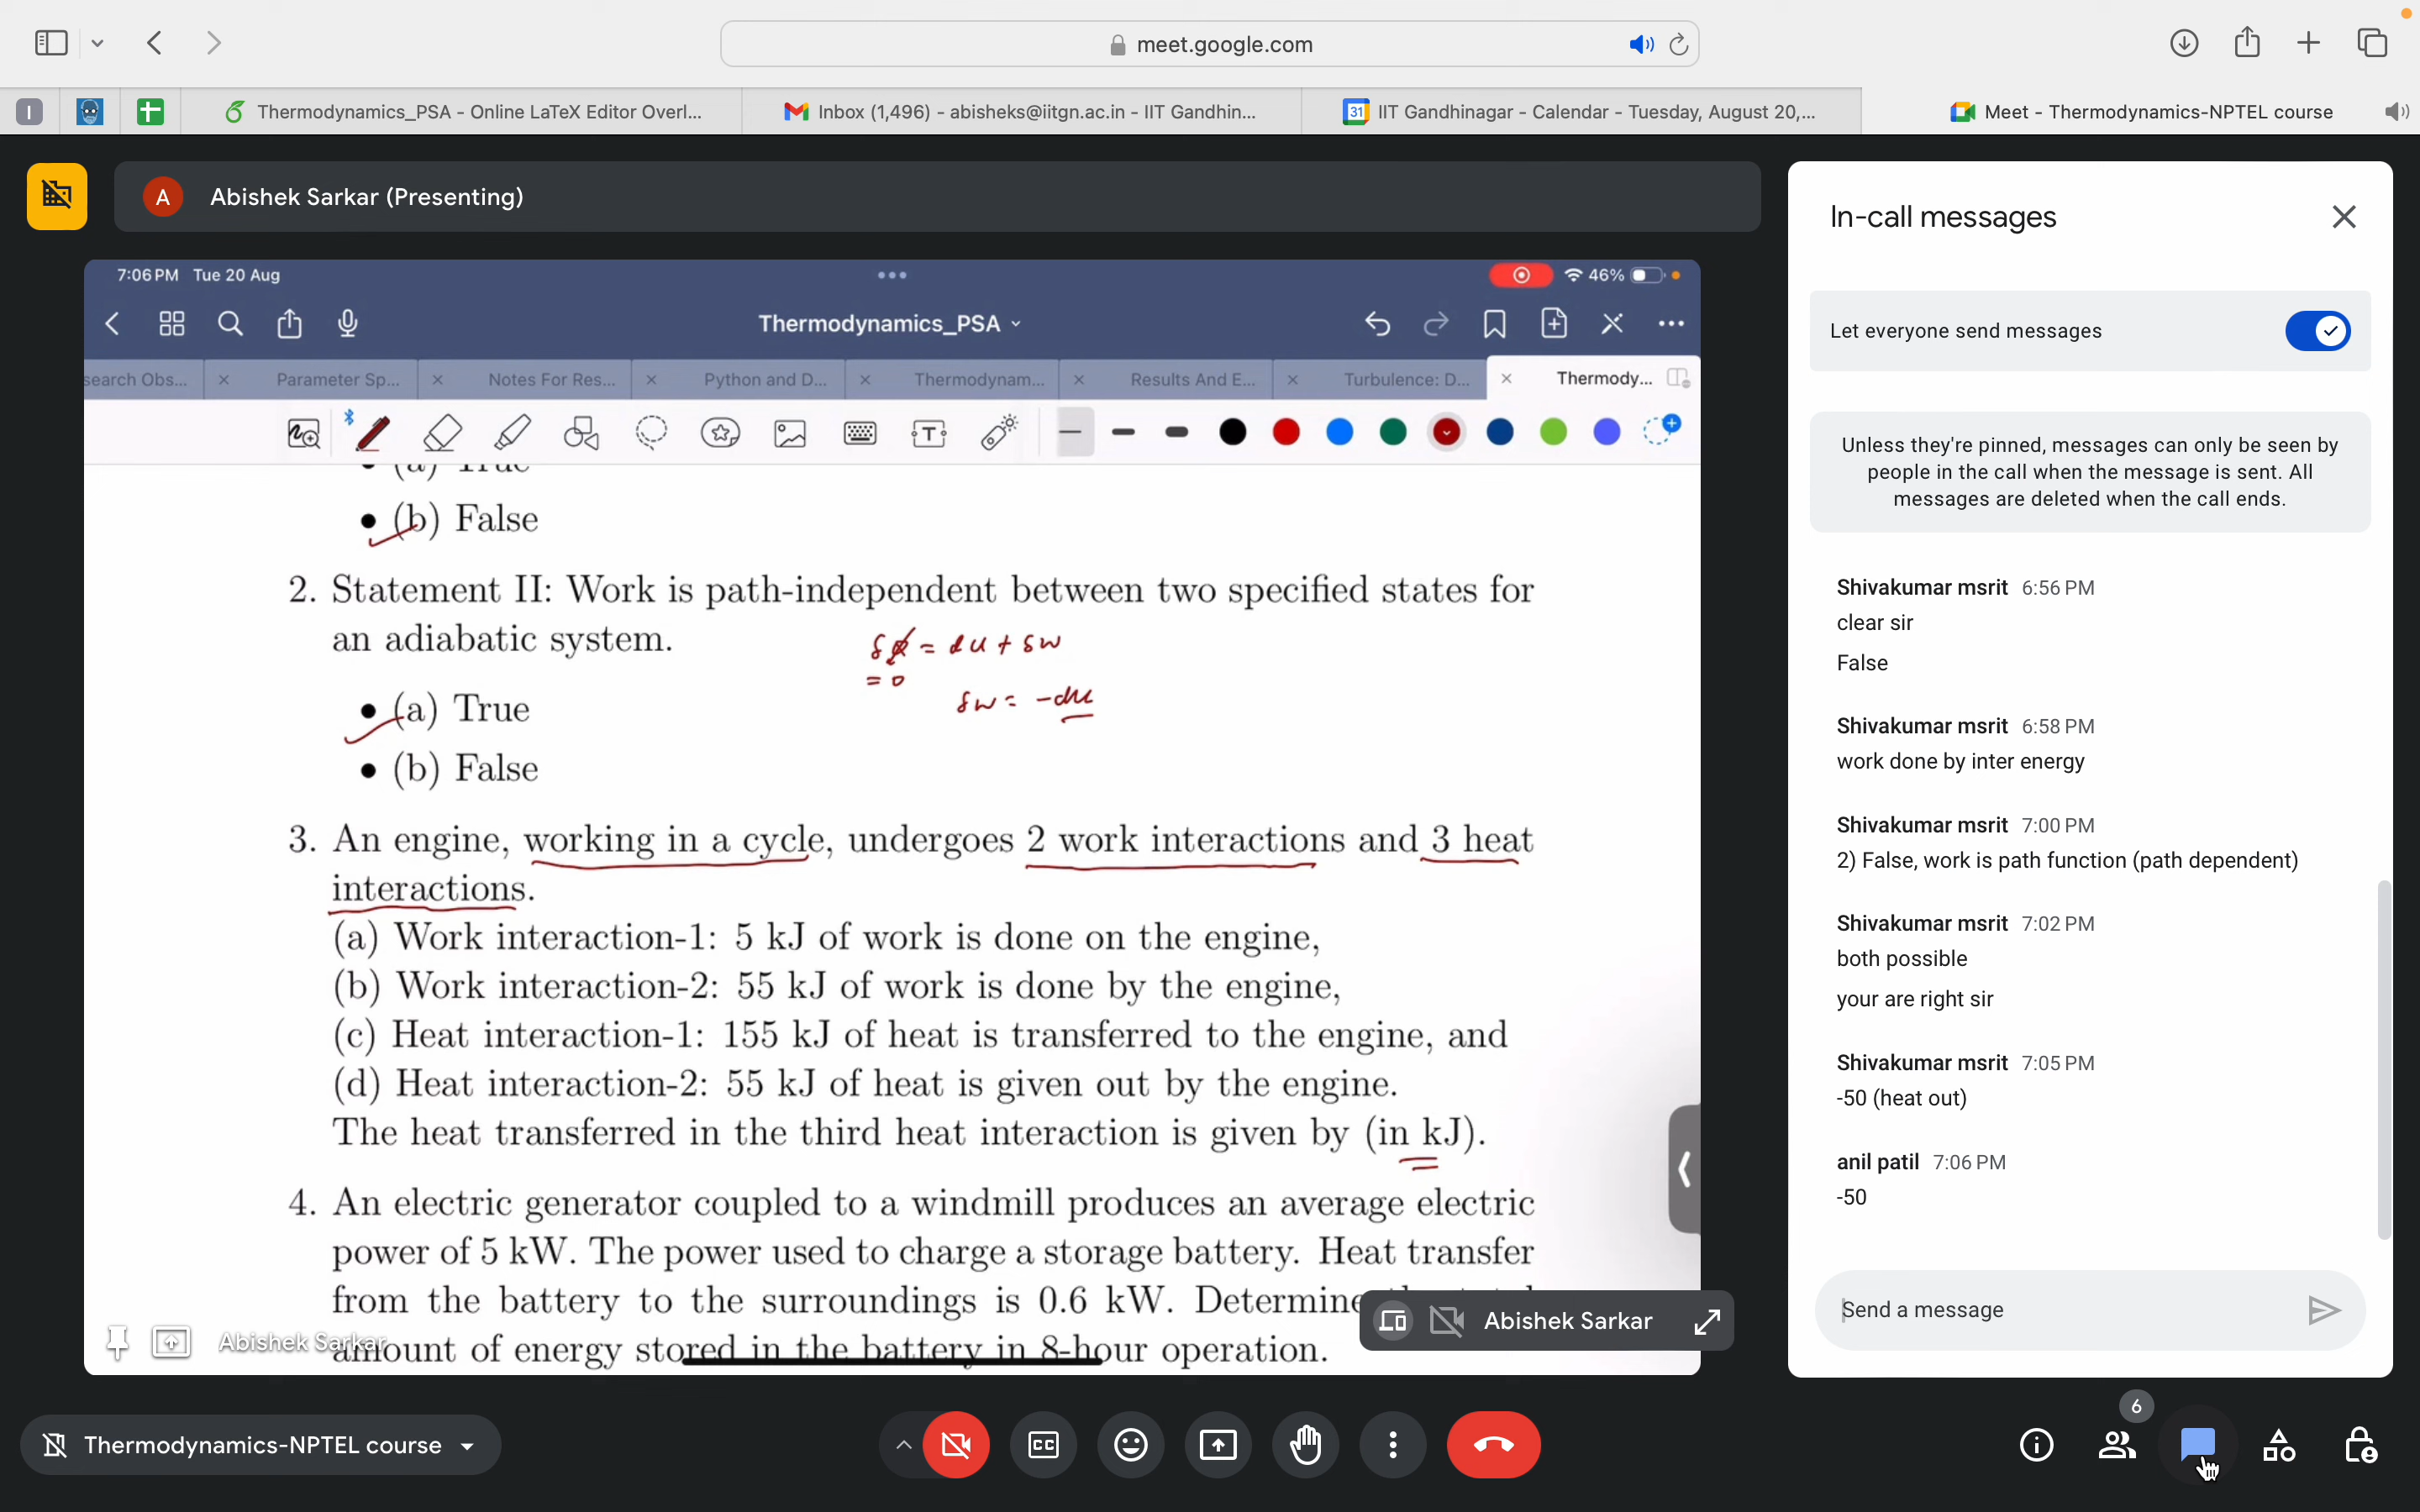 meet.google.com
I
Thermodynamics_PSA - Online LaTeX Editor Overl...
Inbox (1,496) - abisheks@iitgn.ac.in - IIT Gandhin...
31 IIT Gandhinagar - Calendar - Tuesday, August 20,...
Meet - Thermodynamics-NPTEL course
A Abishek Sarkar (Presenting)
7:06 PM Tue 20 Aug
46%
Thermodynamics_PSA
search Obs...
Parameter Sp...
Notes For Res...
Python and D...
Thermodynam...
Results And E...
Turbulence: D...
Thermody...
T
• (a) True
• (b) False
2. Statement II: Work is path-independent between two specified states for
an adiabatic system.
δQ = du + δw
= 0
δw = -du
• (a) True
• (b) False
3. An engine, working in a cycle, undergoes 2 work interactions and 3 heat
interactions.
(a) Work interaction-1: 5 kJ of work is done on the engine,
(b) Work interaction-2: 55 kJ of work is done by the engine,
(c) Heat interaction-1: 155 kJ of heat is transferred to the engine, and
(d) Heat interaction-2: 55 kJ of heat is given out by the engine.
The heat transferred in the third heat interaction is given by (in kJ).
4. An electric generator coupled to a windmill produces an average electric
power of 5 kW. The power used to charge a storage battery. Heat transfer
from the battery to the surroundings is 0.6 kW. Determine
amount of energy stored in the battery in 8-hour operation.
Abishek Sarkar
Abishek Sarkar
In-call messages
Let everyone send messages
Unless they're pinned, messages can only be seen by
people in the call when the message is sent. All
messages are deleted when the call ends.
Shivakumar msrit 6:56 PM
clear sir
False
Shivakumar msrit 6:58 PM
work done by inter energy
Shivakumar msrit 7:00 PM
2) False, work is path function (path dependent)
Shivakumar msrit 7:02 PM
both possible
your are right sir
Shivakumar msrit 7:05 PM
-50 (heat out)
anil patil 7:06 PM
-50
Send a message
Thermodynamics-NPTEL course
CC
6